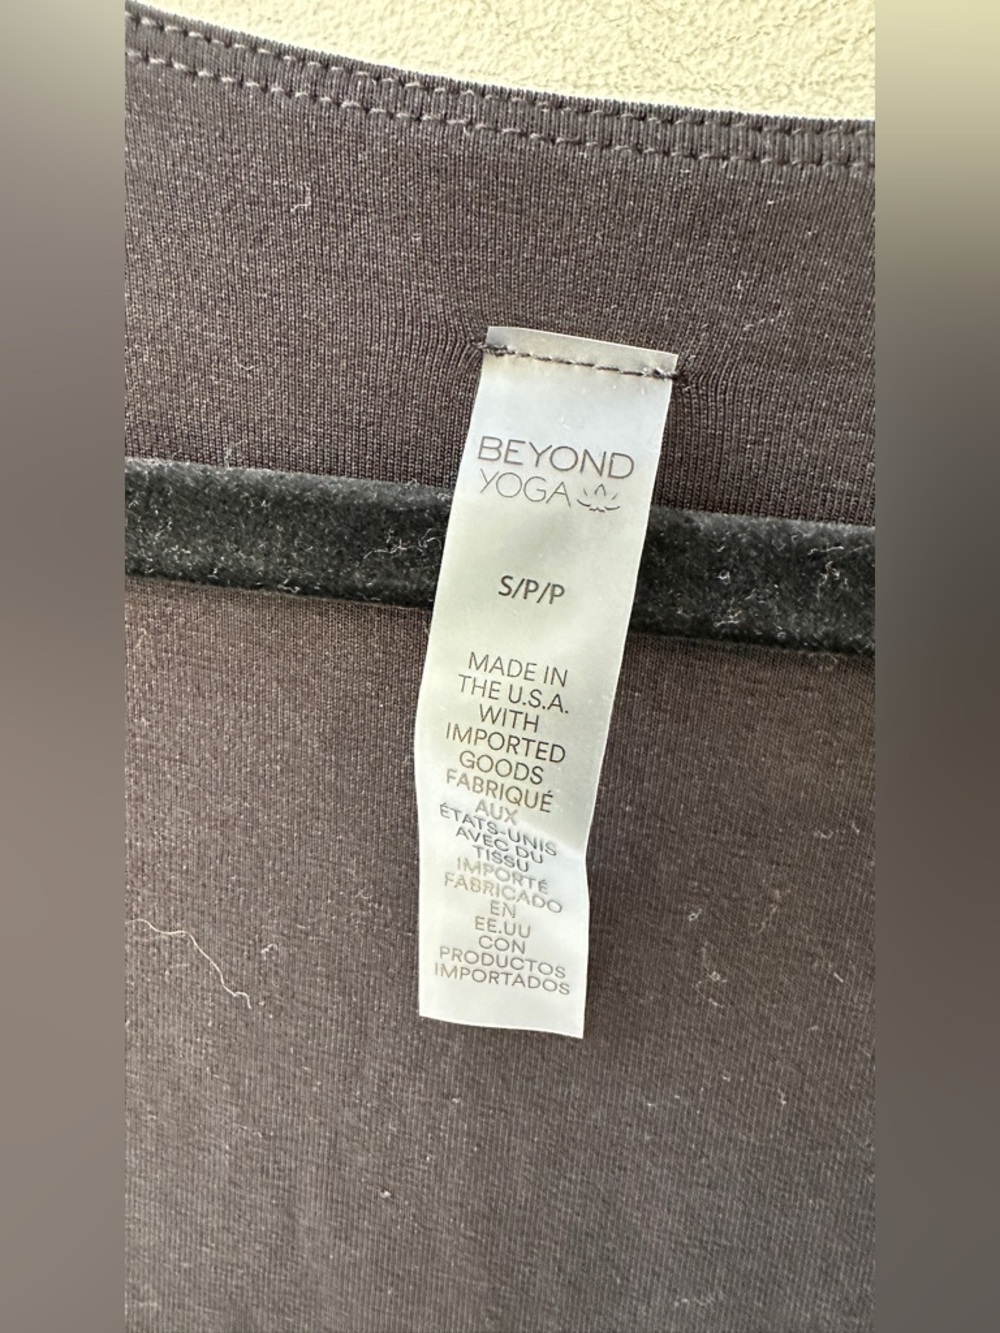 BEYOND
YOGA
S/P/P
MADE IN
THE U.S.A.
WITH
IMPORTED
GOODS
FABRIQUÉ
AUX
ÉTATS-UNIS
AVEC DU
TISSU
IMPORTÉ
FABRICADO
EN
EE.UU
CON
PRODUCTOS
IMPORTADOS